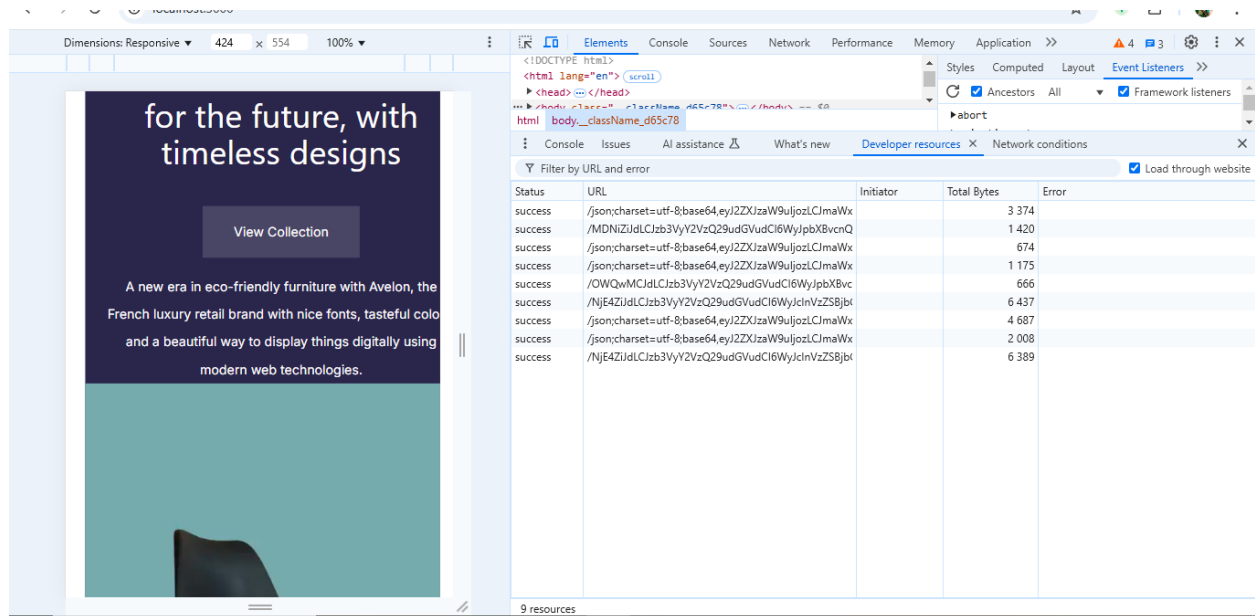 Dimensions: Responsive ▼ 424 x 554 100% ▼
for the future, with
timeless designs
View Collection
A new era in eco-friendly furniture with Avelon, the
French luxury retail brand with nice fonts, tasteful colo
and a beautiful way to display things digitally using
modern web technologies.
Elements Console Sources Network Performance Memory Application >> 4 3
<!DOCTYPE html>
<html lang="en"> scroll
▶ <head> … </head>
••• ▶ <body class="__className_d65c78"> … </body> == $0
html body.__className_d65c78
Styles Computed Layout Event Listeners >>
Ancestors All ▼ Framework listeners
▶abort
Console Issues AI assistance What's new Developer resources × Network conditions
Filter by URL and error Load through website
Status URL Initiator Total Bytes Error
success /json;charset=utf-8;base64,eyJ2ZXJzaW9uIjozLCJmaWx 3 374
success /MDNiZiJdLCJzb3VyY2VzQ29udGVudCI6WyJpbXBvcnQ 1 420
success /json;charset=utf-8;base64,eyJ2ZXJzaW9uIjozLCJmaWx 674
success /json;charset=utf-8;base64,eyJ2ZXJzaW9uIjozLCJmaWx 1 175
success /OWQwMCJdLCJzb3VyY2VzQ29udGVudCI6WyJpbXBvc 666
success /NjE4ZiJdLCJzb3VyY2VzQ29udGVudCI6WyJcInVzZSBjb 6 437
success /json;charset=utf-8;base64,eyJ2ZXJzaW9uIjozLCJmaWx 4 687
success /json;charset=utf-8;base64,eyJ2ZXJzaW9uIjozLCJmaWx 2 008
success /NjE4ZiJdLCJzb3VyY2VzQ29udGVudCI6WyJcInVzZSBjb 6 389
9 resources